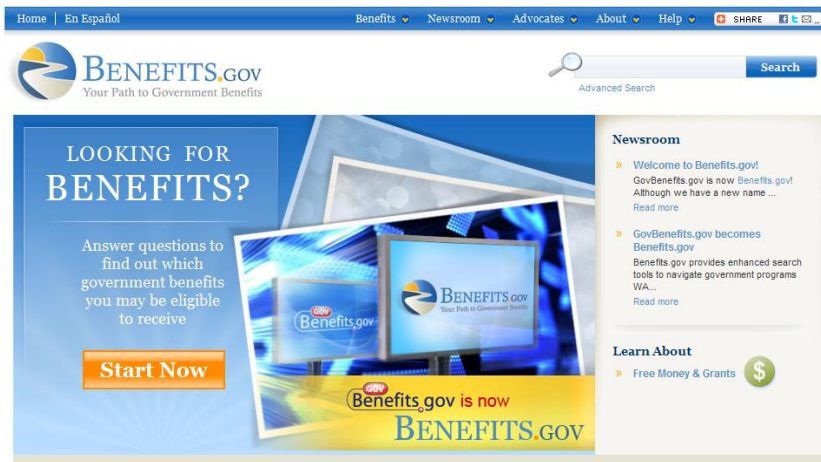 Home | En Español
Benefits Newsroom Advocates About Help SHARE
BENEFITS.GOV
Your Path to Government Benefits
Search
Advanced Search
LOOKING FOR
BENEFITS?
Answer questions to
find out which
government benefits
you may be eligible
to receive
Start Now
GOV
Benefits.gov
BENEFITS.GOV
Your Path to Government Benefits
GOV
Benefits.gov is now
BENEFITS.GOV
Newsroom
» Welcome to Benefits.gov!
GovBenefits.gov is now Benefits.gov!
Although we have a new name ...
Read more
» GovBenefits.gov becomes
Benefits.gov
Benefits.gov provides enhanced search
tools to navigate government programs
WA...
Read more
Learn About
» Free Money & Grants $